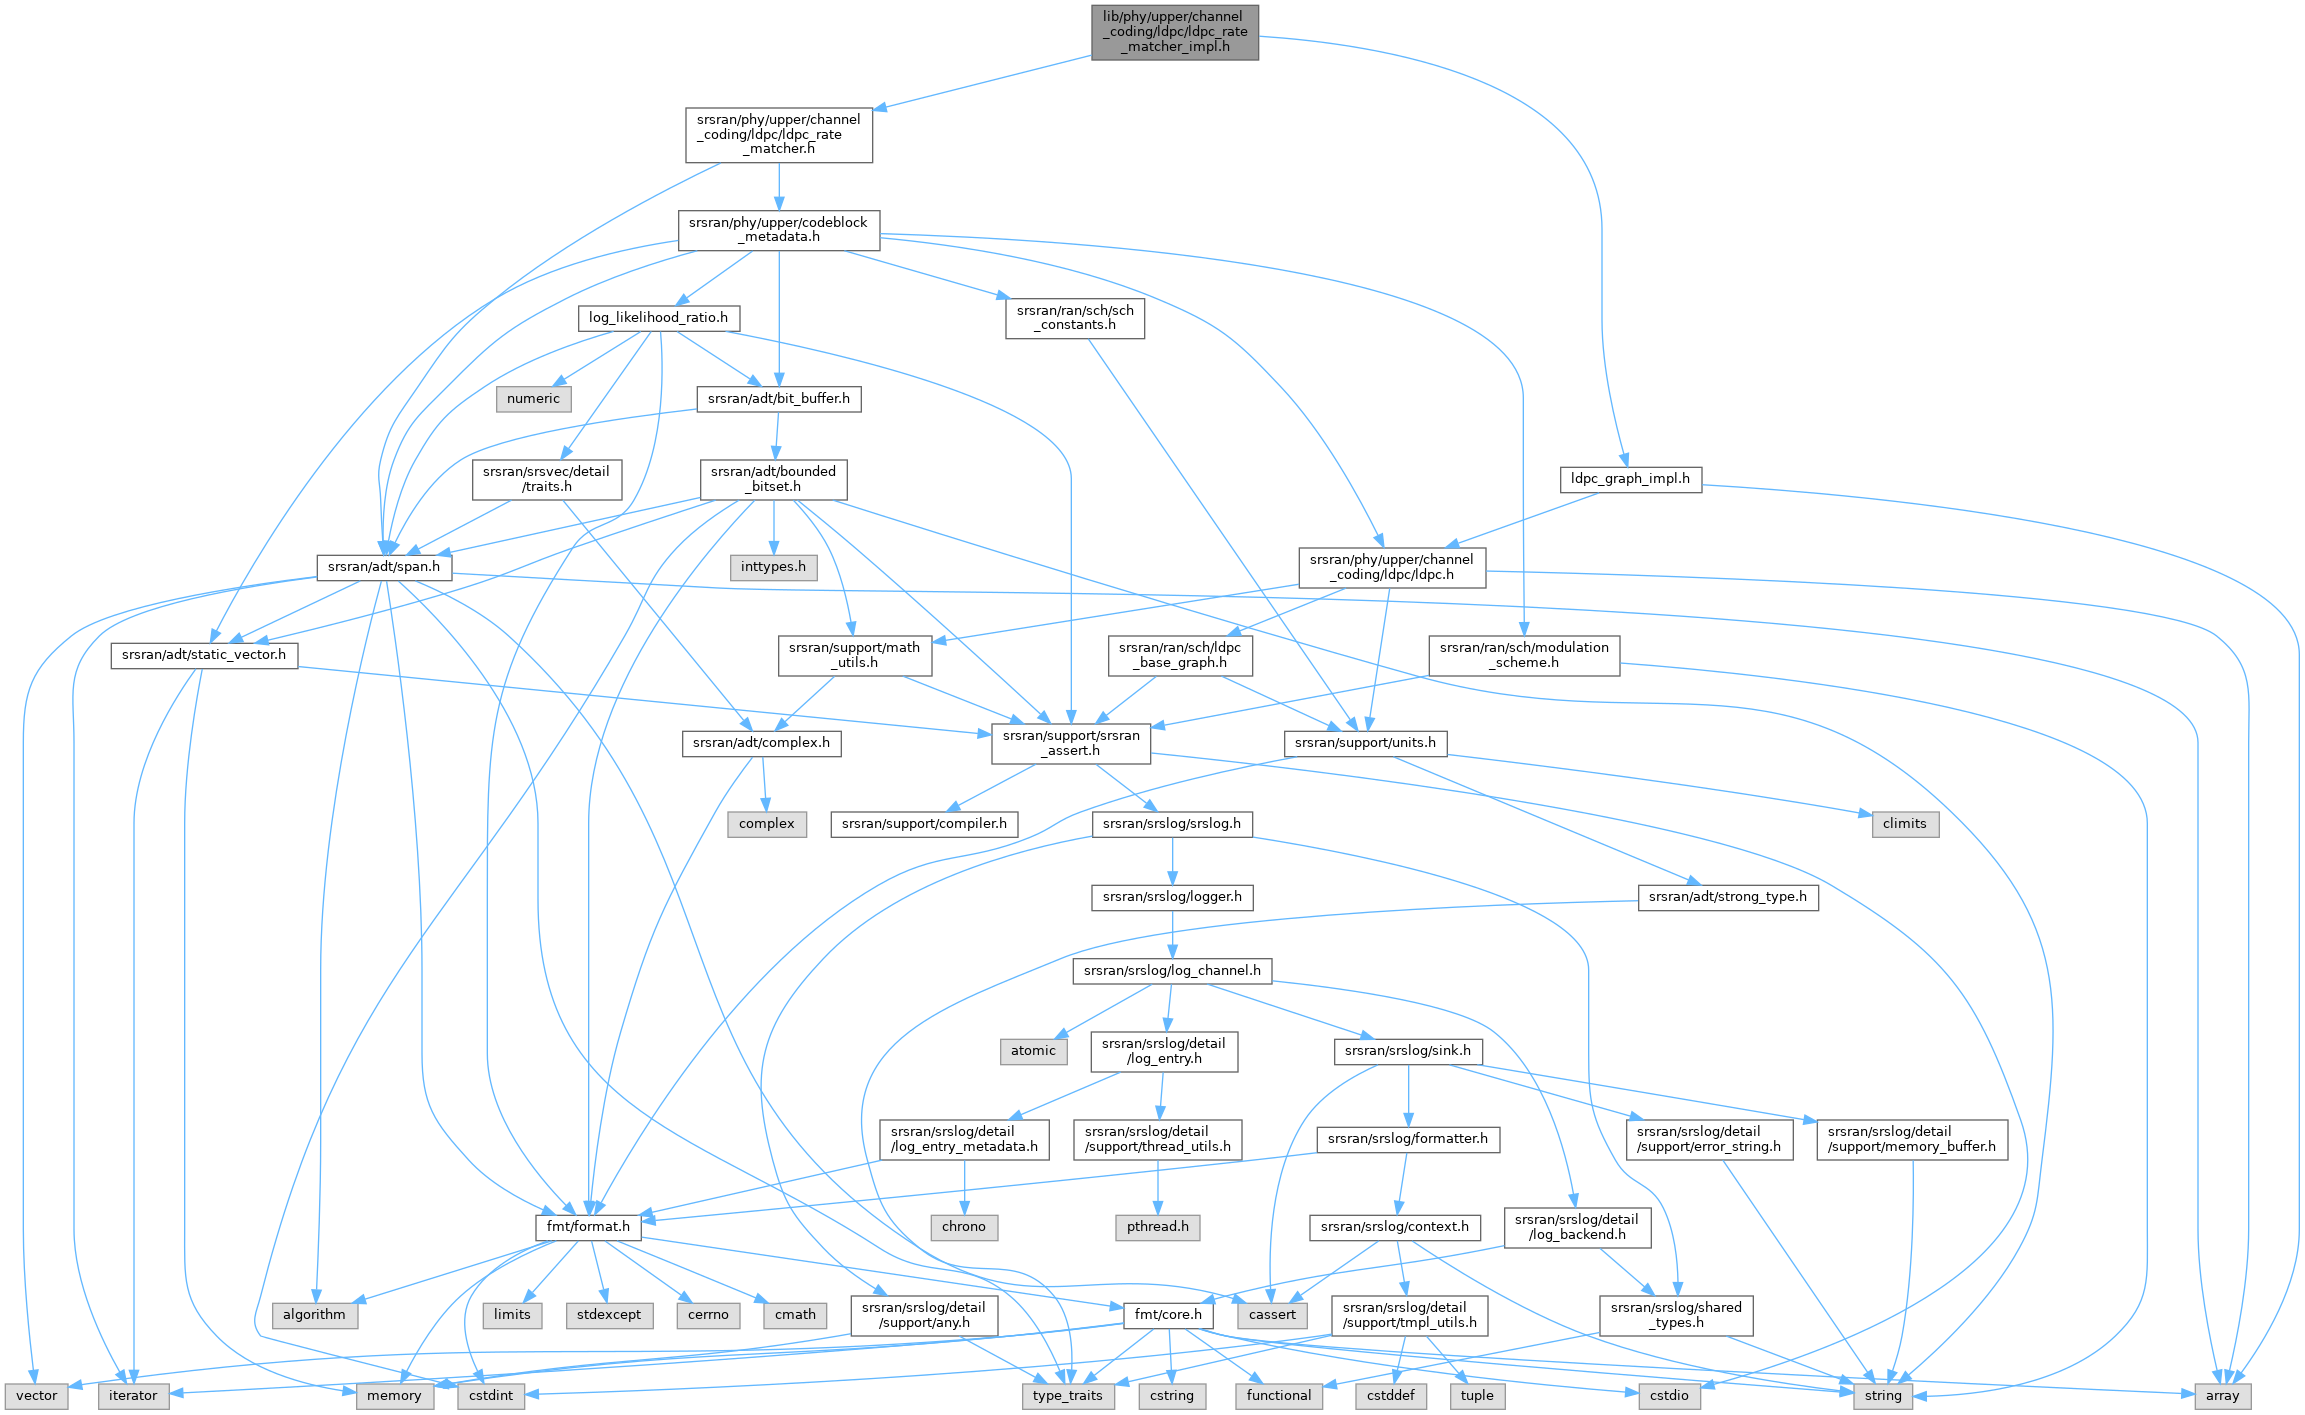 lib/phy/upper/channel
_coding/ldpc/ldpc_rate
_matcher_impl.h
srsran/phy/upper/channel
_coding/ldpc/ldpc_rate
_matcher.h
srsran/phy/upper/codeblock
_metadata.h
log_likelihood_ratio.h
srsran/ran/sch/sch
_constants.h
numeric
srsran/adt/bit_buffer.h
srsran/srsvec/detail
/traits.h
srsran/adt/bounded
_bitset.h
ldpc_graph_impl.h
srsran/adt/span.h
inttypes.h
srsran/phy/upper/channel
_coding/ldpc/ldpc.h
srsran/adt/static_vector.h
srsran/support/math
_utils.h
srsran/ran/sch/ldpc
_base_graph.h
srsran/ran/sch/modulation
_scheme.h
srsran/adt/complex.h
srsran/support/srsran
_assert.h
srsran/support/units.h
complex
srsran/support/compiler.h
srsran/srslog/srslog.h
climits
srsran/srslog/logger.h
srsran/adt/strong_type.h
srsran/srslog/log_channel.h
atomic
srsran/srslog/detail
/log_entry.h
srsran/srslog/sink.h
srsran/srslog/detail
/log_entry_metadata.h
srsran/srslog/detail
/support/thread_utils.h
srsran/srslog/formatter.h
srsran/srslog/detail
/support/error_string.h
srsran/srslog/detail
/support/memory_buffer.h
fmt/format.h
chrono
pthread.h
srsran/srslog/context.h
srsran/srslog/detail
/log_backend.h
algorithm
limits
stdexcept
cerrno
cmath
srsran/srslog/detail
/support/any.h
fmt/core.h
cassert
srsran/srslog/detail
/support/tmpl_utils.h
srsran/srslog/shared
_types.h
vector
iterator
memory
cstdint
type_traits
cstring
functional
cstddef
tuple
cstdio
string
array